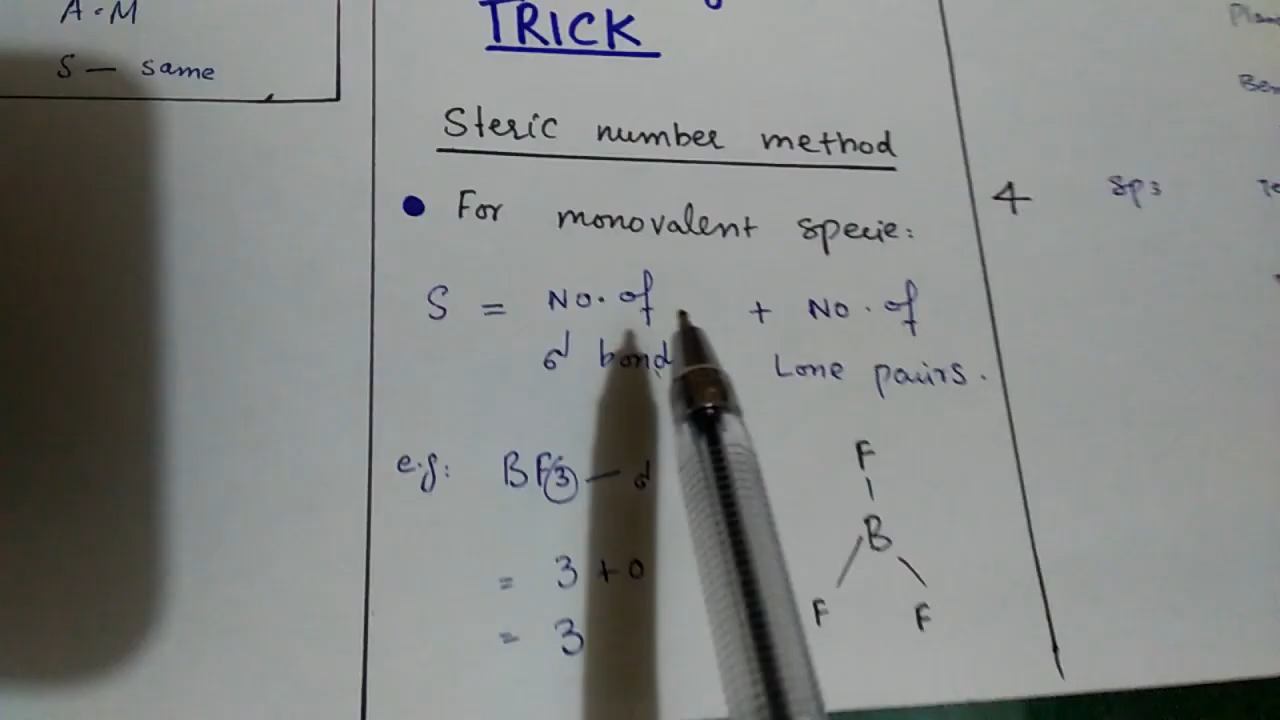 A.M
S — same
TRICK
Steric number method
• For monovalent specie:
S = No. of + No. of
σ bond Lone pairs.
e.g: BF3 — σ
= 3 + 0
= 3
F
B
F F
4 sp3